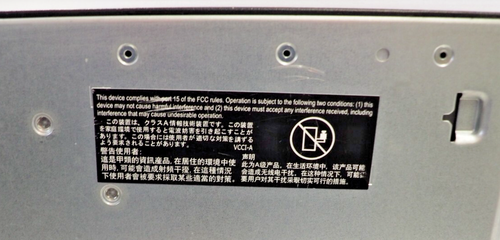 This device complies with part 15 of the FCC rules. Operation is subject to the following two conditions: (1) this
device may not cause harmful interference and (2) this device must accept any interference received, including
interference that may cause undesired operation.
この装置は、クラスA情報技術装置です。この装置
を家庭環境で使用すると電波妨害を引き起こすことが
あります。この場合には使用者が適切な対策を講ずる
よう要求されることがあります。
VCCI-A
警告使用者：
這是甲類的資訊產品，在居住的環境中使
用時，可能會造成射頻干擾，在這種情況
下使用者會被要求採取某些適當的對策。
声明
此为A级产品，在生活环境中，该产品可能
会造成无线电干扰。在这种情况下，可能
要用户对其干扰采取切实可行的措施。